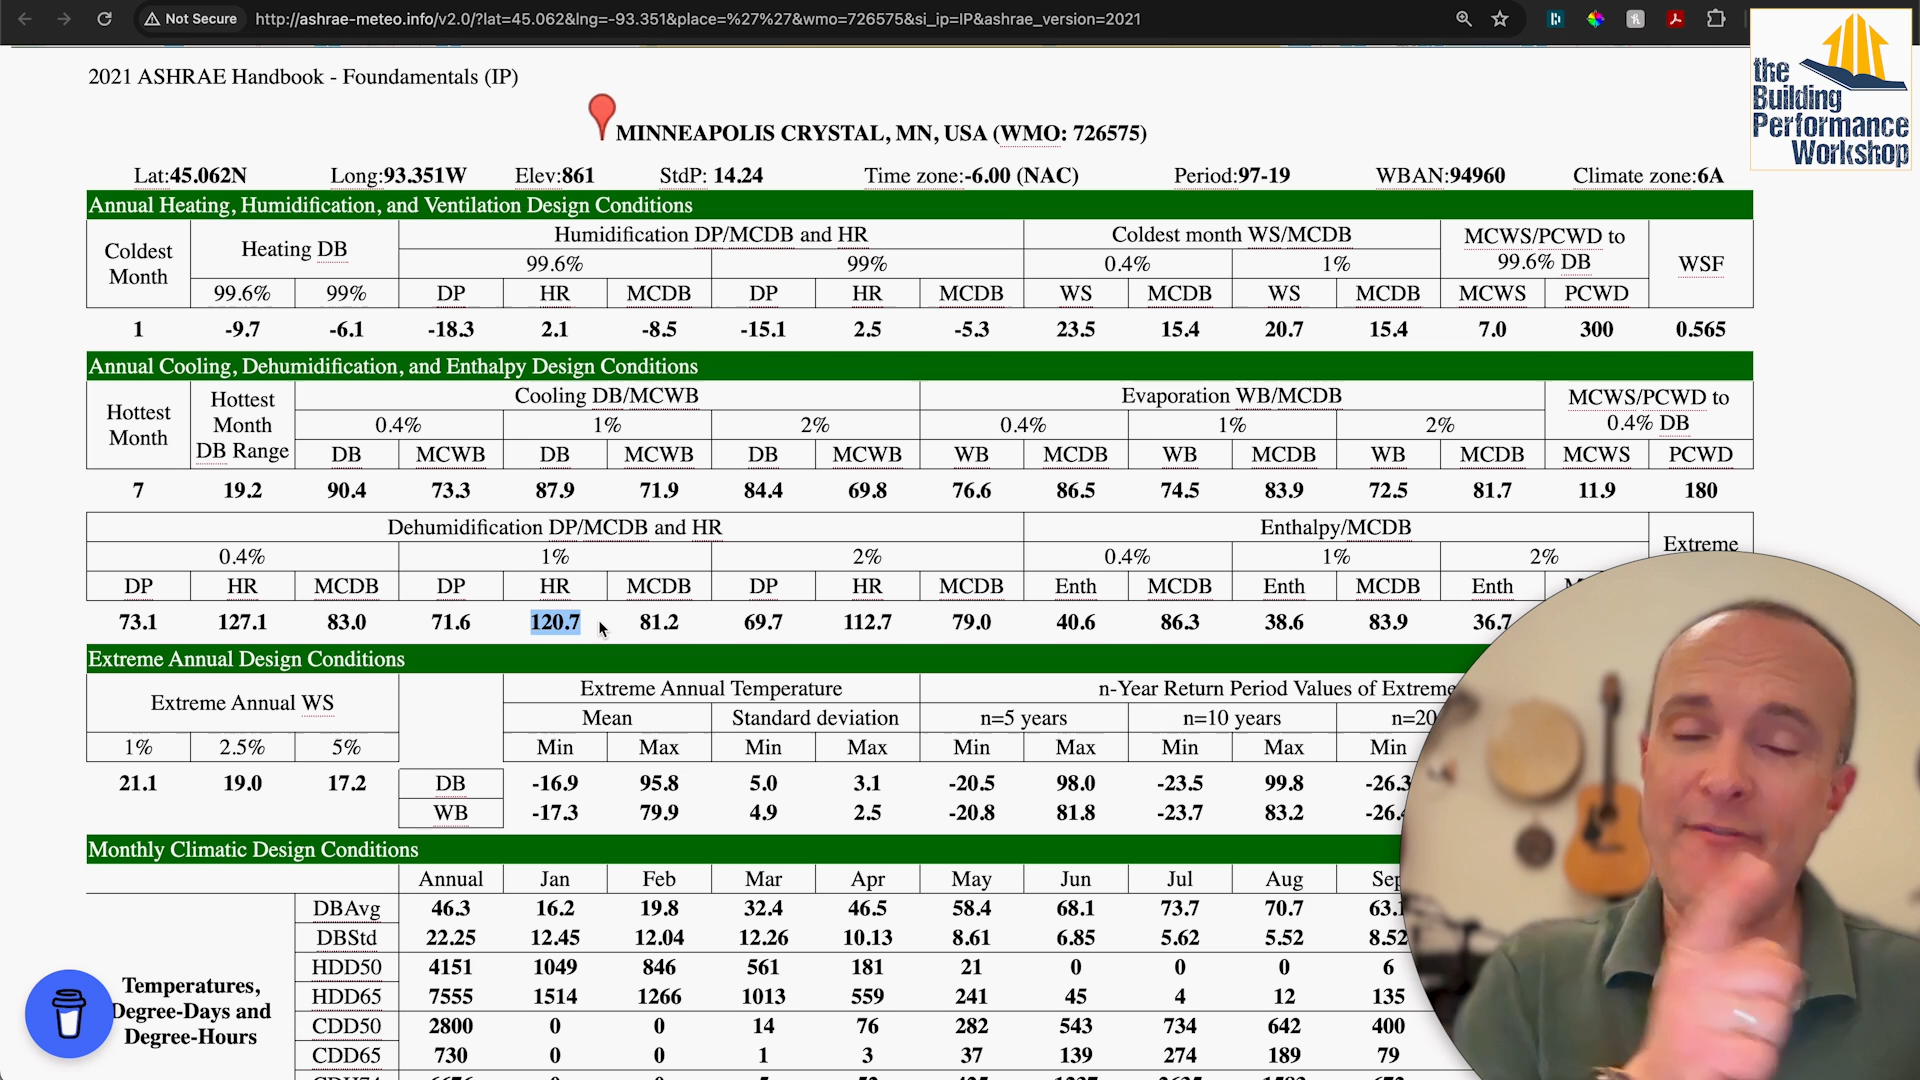 Not Secure http://ashrae-meteo.info/v2.0/?lat=45.062&lng=-93.351&place=%27%27&wmo=726575&si_ip=IP&ashrae_version=2021
the
Building
Performance
Workshop
2021 ASHRAE Handbook - Foundamentals (IP)
MINNEAPOLIS CRYSTAL, MN, USA (WMO: 726575)
Lat:45.062N Long:93.351W Elev:861 StdP: 14.24 Time zone:-6.00 (NAC) Period:97-19 WBAN:94960 Climate zone:6A
Annual Heating, Humidification, and Ventilation Design Conditions
Coldest Month Heating DB Humidification DP/MCDB and HR Coldest month WS/MCDB MCWS/PCWD to 99.6% DB WSF
99.6% 99% 0.4% 1%
99.6% 99% DP HR MCDB DP HR MCDB WS MCDB WS MCDB MCWS PCWD
1 -9.7 -6.1 -18.3 2.1 -8.5 -15.1 2.5 -5.3 23.5 15.4 20.7 15.4 7.0 300 0.565
Annual Cooling, Dehumidification, and Enthalpy Design Conditions
Hottest Month Hottest Month DB Range Cooling DB/MCWB Evaporation WB/MCDB MCWS/PCWD to 0.4% DB
0.4% 1% 2% 0.4% 1% 2%
DB MCWB DB MCWB DB MCWB WB MCDB WB MCDB WB MCDB MCWS PCWD
7 19.2 90.4 73.3 87.9 71.9 84.4 69.8 76.6 86.5 74.5 83.9 72.5 81.7 11.9 180
Dehumidification DP/MCDB and HR Enthalpy/MCDB Extreme
0.4% 1% 2% 0.4% 1% 2%
DP HR MCDB DP HR MCDB DP HR MCDB Enth MCDB Enth MCDB Enth
73.1 127.1 83.0 71.6 120.7 81.2 69.7 112.7 79.0 40.6 86.3 38.6 83.9 36.7
Extreme Annual Design Conditions
Extreme Annual WS Extreme Annual Temperature n-Year Return Period Values of Extreme
Mean Standard deviation n=5 years n=10 years n=20
1% 2.5% 5% Min Max Min Max Min Max Min Max Min
21.1 19.0 17.2 DB -16.9 95.8 5.0 3.1 -20.5 98.0 -23.5 99.8 -26.3
WB -17.3 79.9 4.9 2.5 -20.8 81.8 -23.7 83.2 -26.
Monthly Climatic Design Conditions
Annual Jan Feb Mar Apr May Jun Jul Aug Sep
DBAvg 46.3 16.2 19.8 32.4 46.5 58.4 68.1 73.7 70.7 63.
DBStd 22.25 12.45 12.04 12.26 10.13 8.61 6.85 5.62 5.52 8.52
HDD50 4151 1049 846 561 181 21 0 0 0 6
Temperatures, Degree-Days and Degree-Hours
HDD65 7555 1514 1266 1013 559 241 45 4 12 135
CDD50 2800 0 0 14 76 282 543 734 642 400
CDD65 730 0 0 1 3 37 139 274 189 79